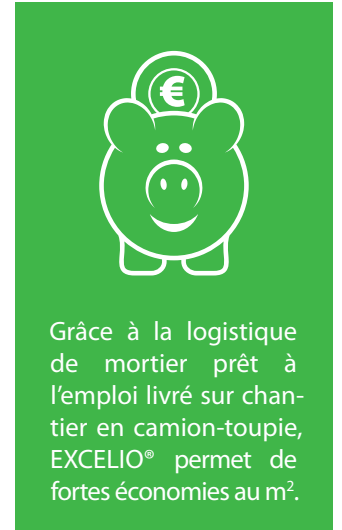 €
Grâce à la logistique
de mortier prêt à
l’emploi livré sur chan-
tier en camion-toupie,
EXCELIO® permet de
fortes économies au m².